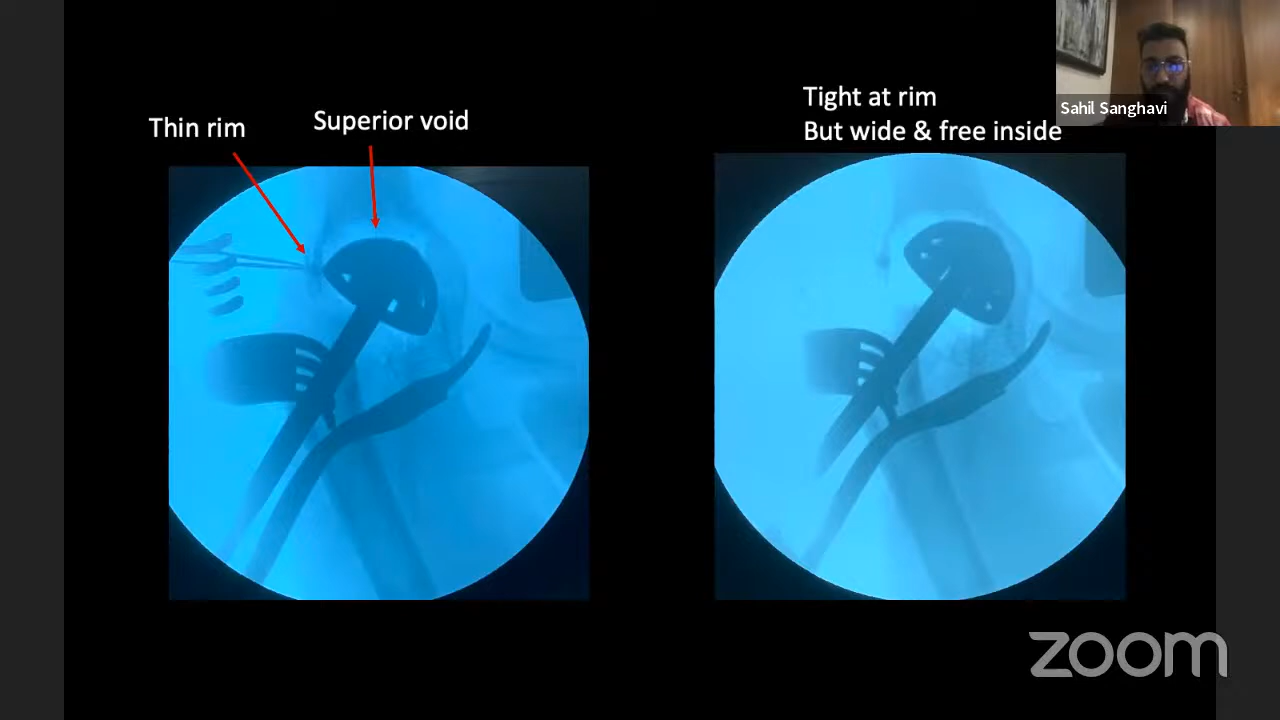 Thin rim
Superior void
Tight at rim
But wide & free inside
Sahil Sanghavi
zoom